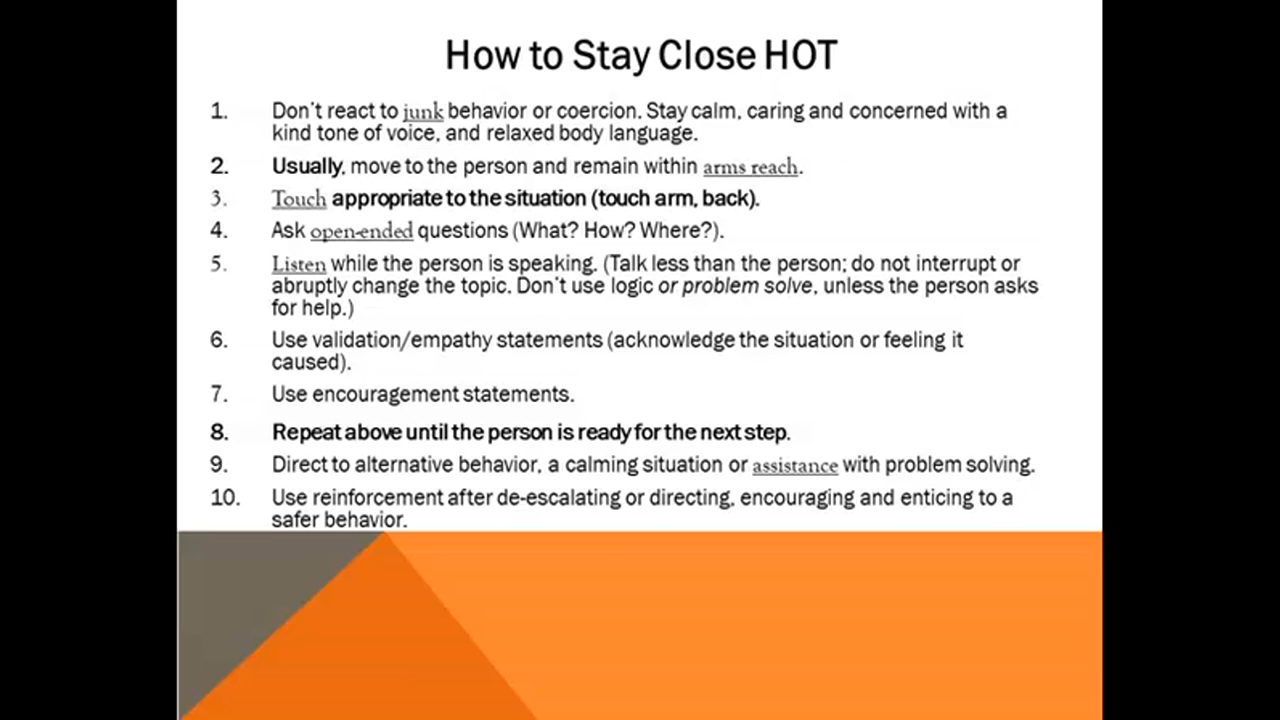 How to Stay Close HOT
1. Don't react to junk behavior or coercion. Stay calm, caring and concerned with a
kind tone of voice, and relaxed body language.
2. Usually, move to the person and remain within arms reach.
3. Touch appropriate to the situation (touch arm, back).
4. Ask open-ended questions (What? How? Where?).
5. Listen while the person is speaking. (Talk less than the person; do not interrupt or
abruptly change the topic. Don't use logic or problem solve, unless the person asks
for help.)
6. Use validation/empathy statements (acknowledge the situation or feeling it
caused).
7. Use encouragement statements.
8. Repeat above until the person is ready for the next step.
9. Direct to alternative behavior, a calming situation or assistance with problem solving.
10. Use reinforcement after de-escalating or directing, encouraging and enticing to a
safer behavior.